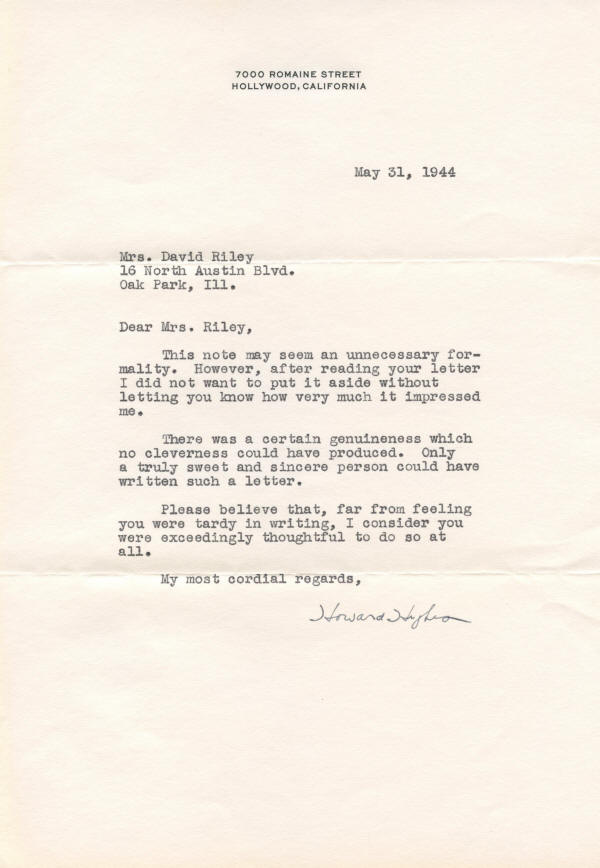 7000 ROMAINE STREET
HOLLYWOOD, CALIFORNIA
May 31, 1944
Mrs. David Riley
16 North Austin Blvd.
Oak Park, Ill.
Dear Mrs. Riley,
This note may seem an unnecessary for-
mality. However, after reading your letter
I did not want to put it aside without
letting you know how very much it impressed
me.
There was a certain genuineness which
no cleverness could have produced. Only
a truly sweet and sincere person could have
written such a letter.
Please believe that, far from feeling
you were tardy in writing, I consider you
were exceedingly thoughtful to do so at
all.
My most cordial regards,
Howard Hughes